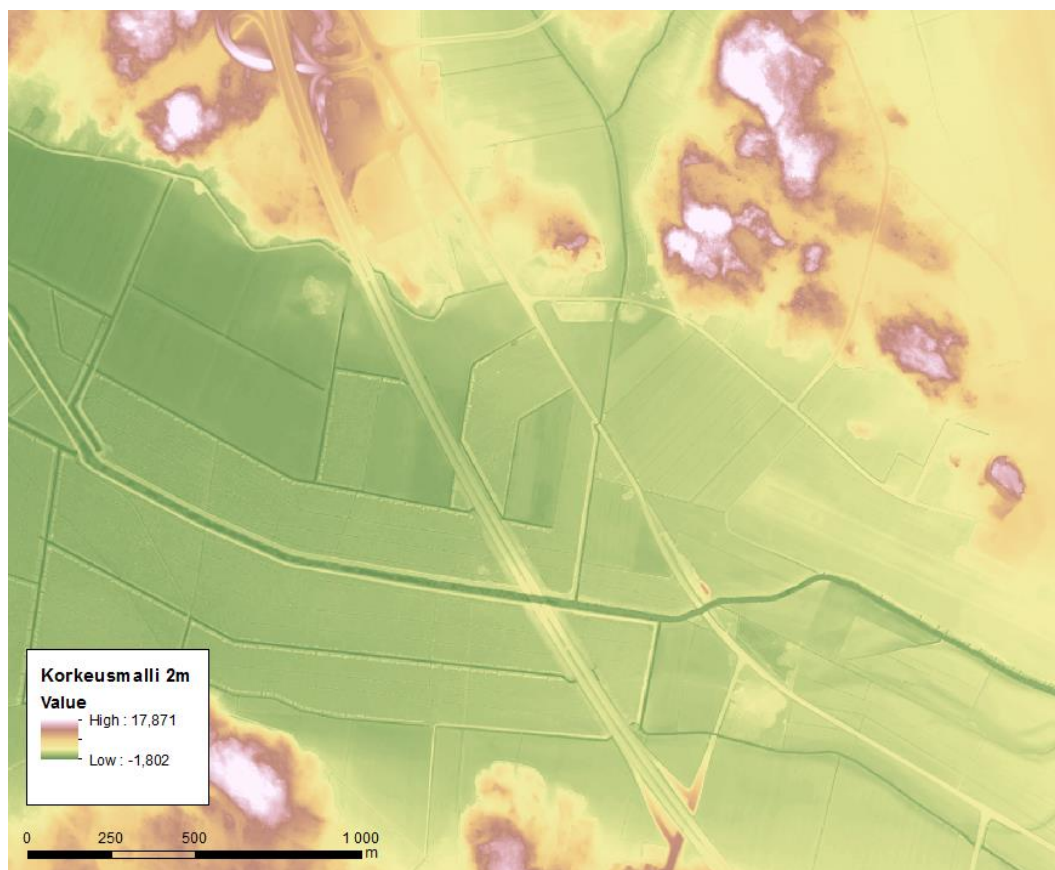 Korkeusmalli 2m
Value
High : 17,871
Low : -1,802
0 250 500 1 000
m